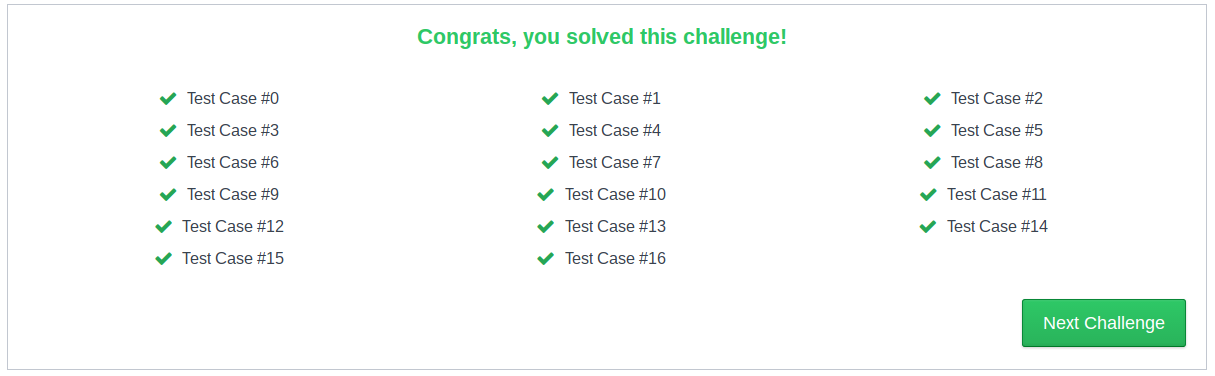 Congrats, you solved this challenge!
Test Case #0 Test Case #1 Test Case #2
Test Case #3 Test Case #4 Test Case #5
Test Case #6 Test Case #7 Test Case #8
Test Case #9 Test Case #10 Test Case #11
Test Case #12 Test Case #13 Test Case #14
Test Case #15 Test Case #16
Next Challenge